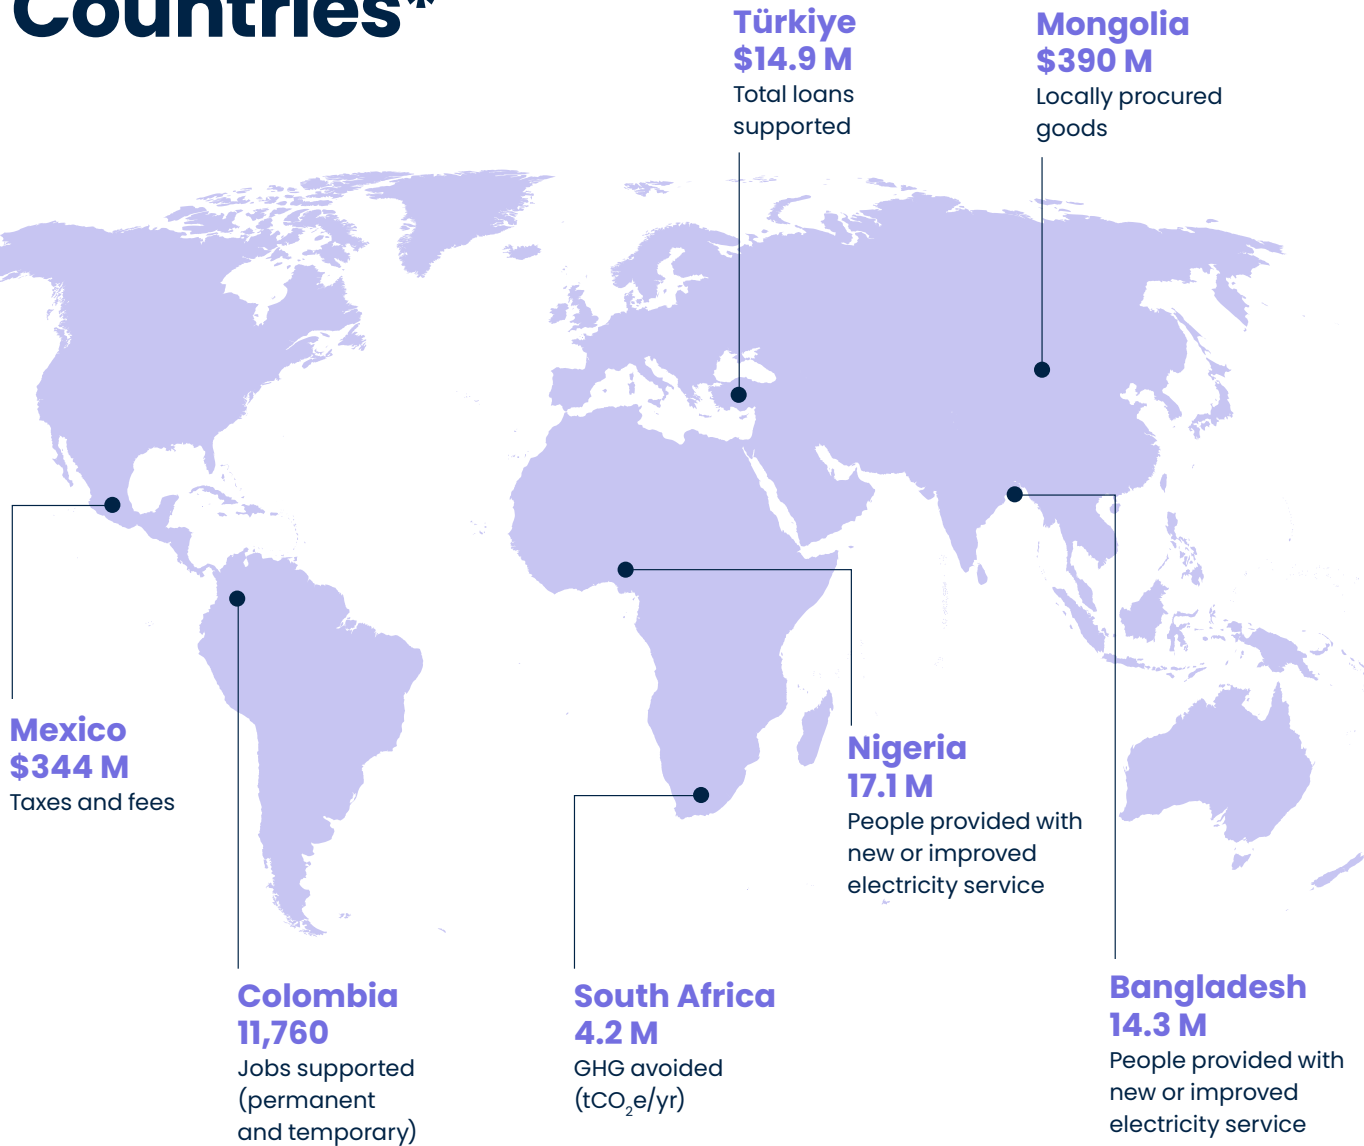 Countries*
Türkiye
$14.9 M
Total loans
supported
Mongolia
$390 M
Locally procured
goods
Mexico
$344 M
Taxes and fees
Nigeria
17.1 M
People provided with
new or improved
electricity service
Colombia
11,760
Jobs supported
(permanent
and temporary)
South Africa
4.2 M
GHG avoided
(tCO₂e/yr)
Bangladesh
14.3 M
People provided with
new or improved
electricity service